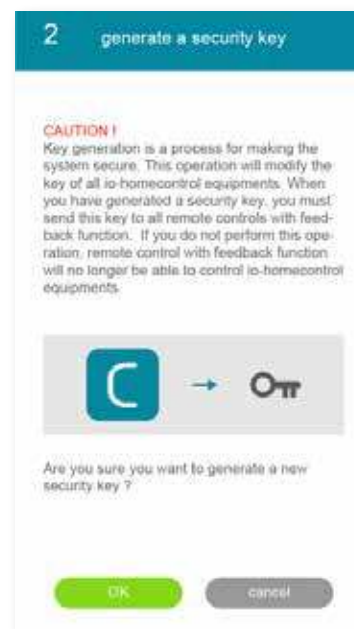 2 generate a security key
CAUTION !
Key generation is a process for making the
system secure. This operation will modify the
key of all io-homecontrol equipments. When
you have generated a security key, you must
send this key to all remote controls with feed-
back function. If you do not perform this ope-
ration, remote control with feedback function
will no longer be able to control io-homecontrol
equipments.
Are you sure you want to generate a new
security key ?
OK cancel